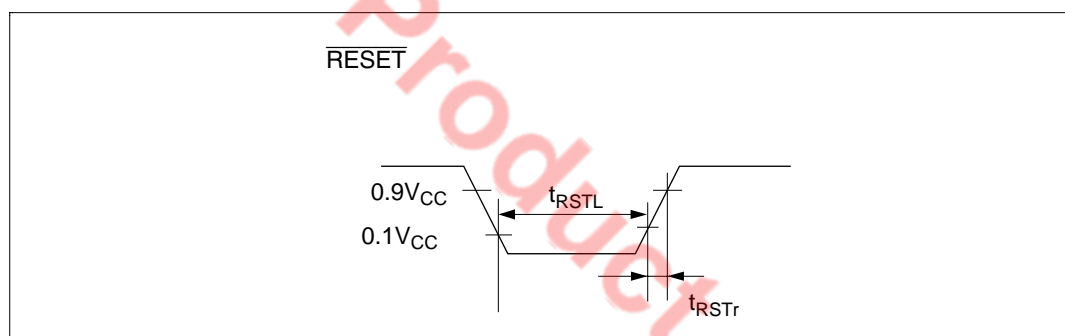 RESET
0.9VCC
tRSTL
0.1VCC
tRSTr
Product